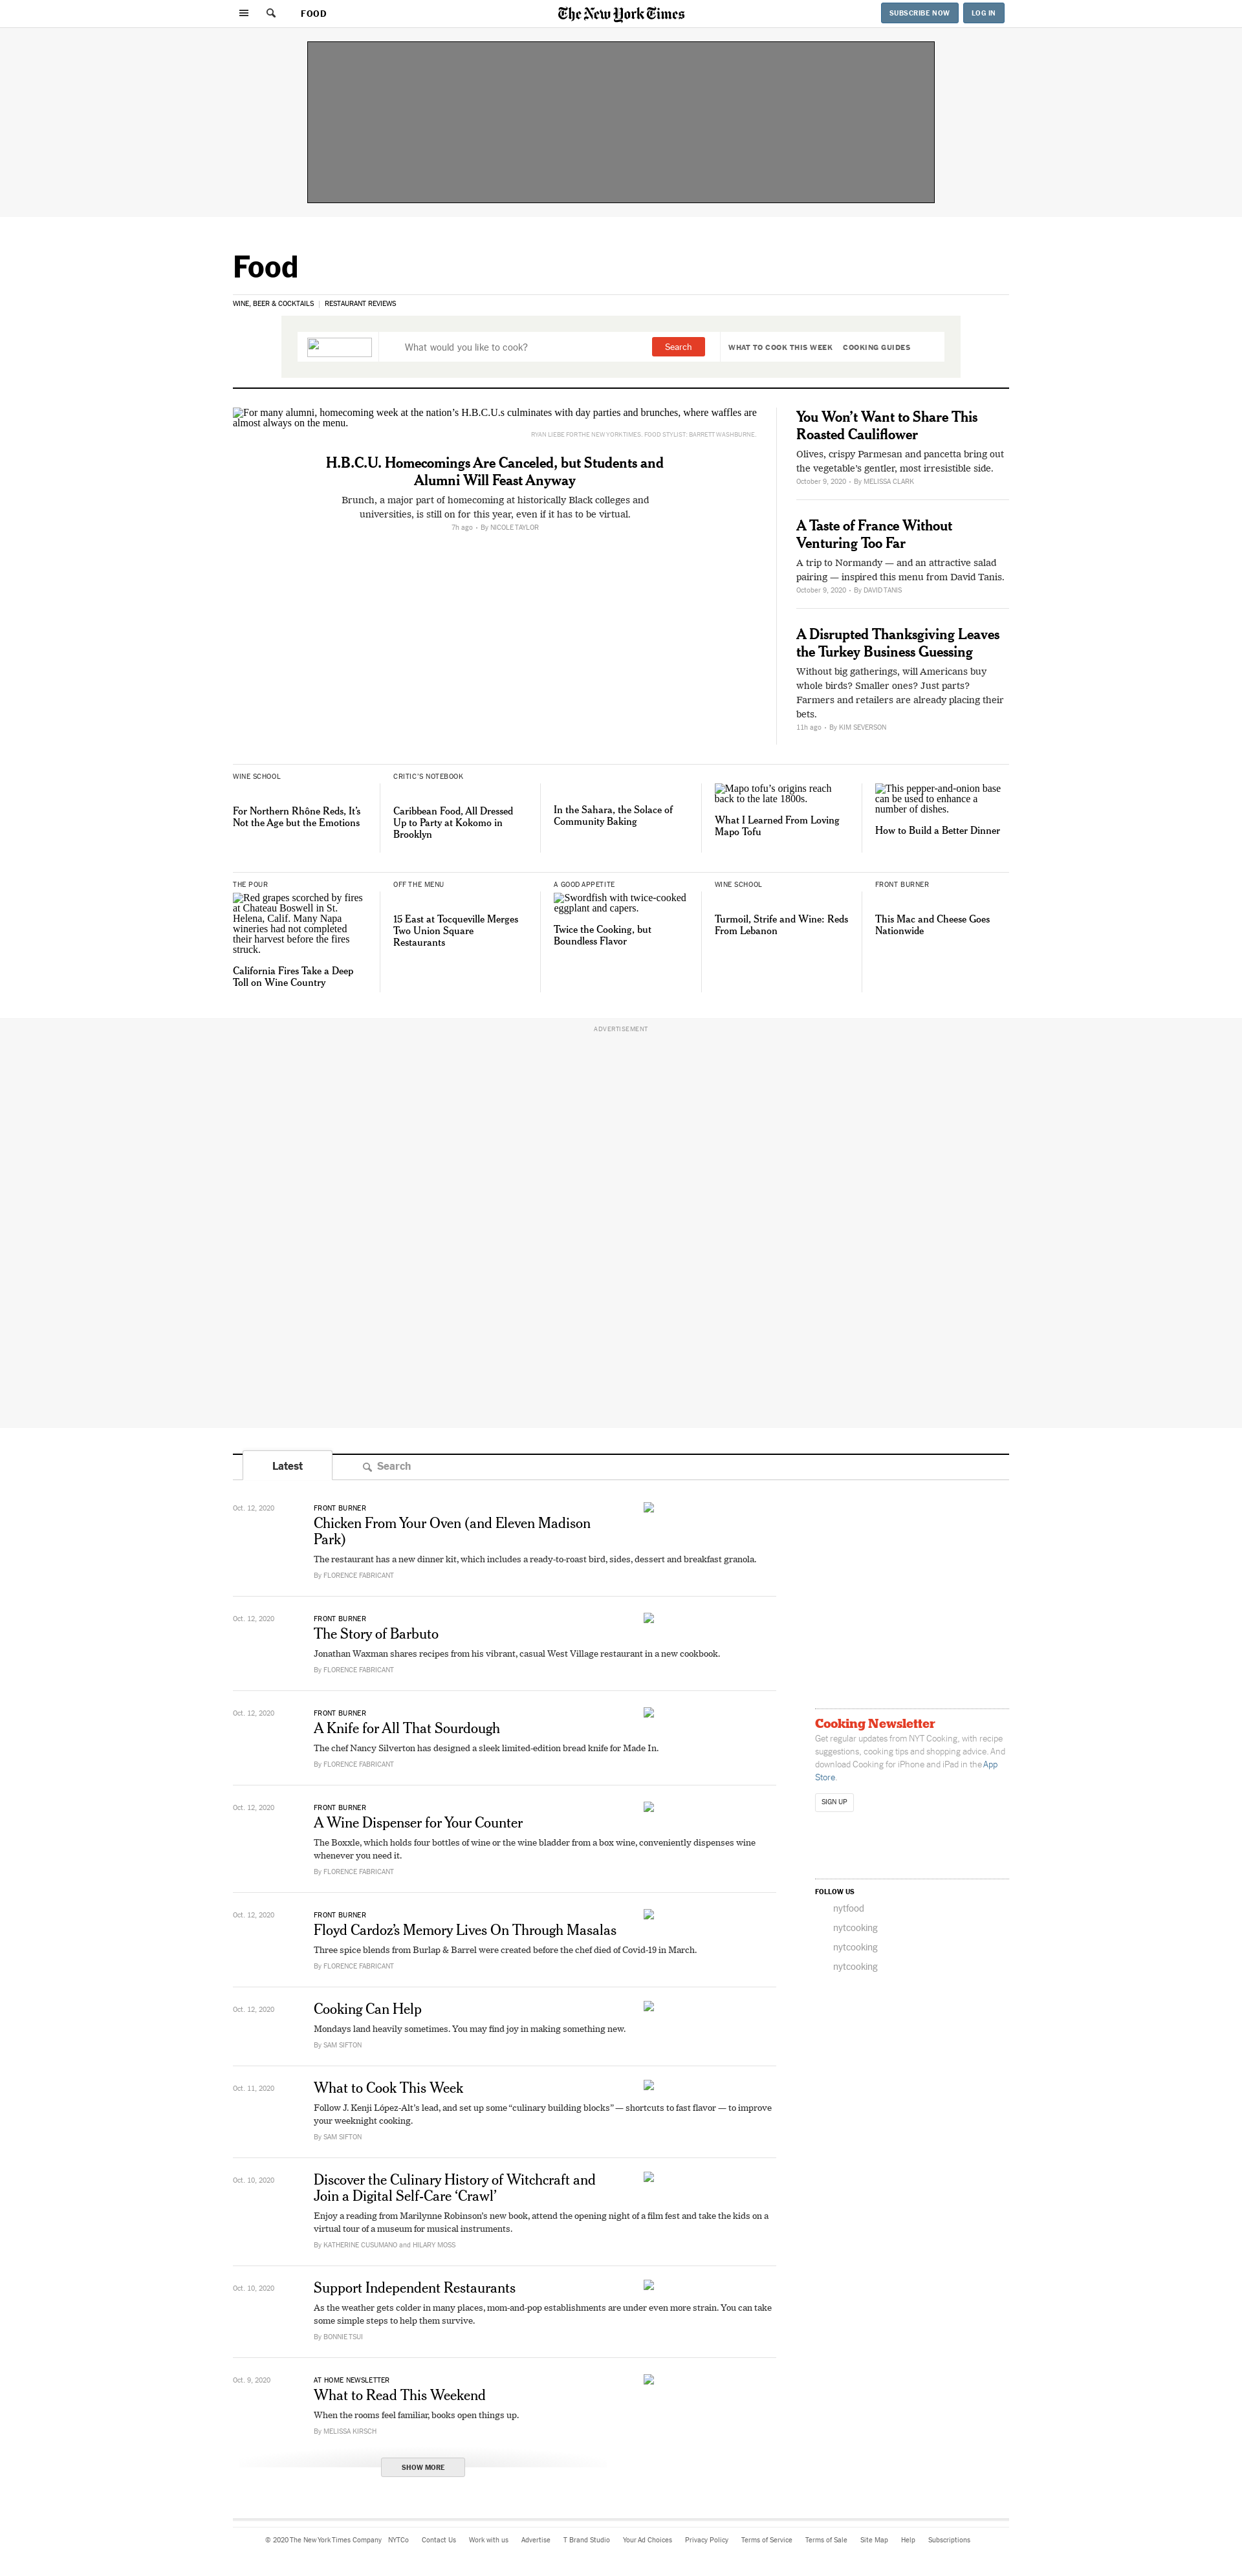 FOOD
The New York Times
SUBSCRIBE NOW
LOG IN
Food
WINE, BEER & COCKTAILS | RESTAURANT REVIEWS
What would you like to cook?
Search
WHAT TO COOK THIS WEEK
COOKING GUIDES
For many alumni, homecoming week at the nation’s H.B.C.U.s culminates with day parties and brunches, where waffles are
almost always on the menu.
RYAN LIEBE FOR THE NEW YORK TIMES. FOOD STYLIST: BARRETT WASHBURNE.
H.B.C.U. Homecomings Are Canceled, but Students and
Alumni Will Feast Anyway
Brunch, a major part of homecoming at historically Black colleges and
universities, is still on for this year, even if it has to be virtual.
7h ago • By NICOLE TAYLOR
You Won’t Want to Share This
Roasted Cauliflower
Olives, crispy Parmesan and pancetta bring out
the vegetable’s gentler, most irresistible side.
October 9, 2020 • By MELISSA CLARK
A Taste of France Without
Venturing Too Far
A trip to Normandy — and an attractive salad
pairing — inspired this menu from David Tanis.
October 9, 2020 • By DAVID TANIS
A Disrupted Thanksgiving Leaves
the Turkey Business Guessing
Without big gatherings, will Americans buy
whole birds? Smaller ones? Just parts?
Farmers and retailers are already placing their
bets.
11h ago • By KIM SEVERSON
WINE SCHOOL
For Northern Rhône Reds, It’s
Not the Age but the Emotions
CRITIC’S NOTEBOOK
Caribbean Food, All Dressed
Up to Party at Kokomo in
Brooklyn
In the Sahara, the Solace of
Community Baking
Mapo tofu’s origins reach
back to the late 1800s.
What I Learned From Loving
Mapo Tofu
This pepper-and-onion base
can be used to enhance a
number of dishes.
How to Build a Better Dinner
THE POUR
Red grapes scorched by fires
at Chateau Boswell in St.
Helena, Calif. Many Napa
wineries had not completed
their harvest before the fires
struck.
California Fires Take a Deep
Toll on Wine Country
OFF THE MENU
15 East at Tocqueville Merges
Two Union Square
Restaurants
A GOOD APPETITE
Swordfish with twice-cooked
eggplant and capers.
Twice the Cooking, but
Boundless Flavor
WINE SCHOOL
Turmoil, Strife and Wine: Reds
From Lebanon
FRONT BURNER
This Mac and Cheese Goes
Nationwide
ADVERTISEMENT
Latest
Search
Oct. 12, 2020
FRONT BURNER
Chicken From Your Oven (and Eleven Madison
Park)
The restaurant has a new dinner kit, which includes a ready-to-roast bird, sides, dessert and breakfast granola.
By FLORENCE FABRICANT
Oct. 12, 2020
FRONT BURNER
The Story of Barbuto
Jonathan Waxman shares recipes from his vibrant, casual West Village restaurant in a new cookbook.
By FLORENCE FABRICANT
Oct. 12, 2020
FRONT BURNER
A Knife for All That Sourdough
The chef Nancy Silverton has designed a sleek limited-edition bread knife for Made In.
By FLORENCE FABRICANT
Oct. 12, 2020
FRONT BURNER
A Wine Dispenser for Your Counter
The Boxxle, which holds four bottles of wine or the wine bladder from a box wine, conveniently dispenses wine
whenever you need it.
By FLORENCE FABRICANT
Oct. 12, 2020
FRONT BURNER
Floyd Cardoz’s Memory Lives On Through Masalas
Three spice blends from Burlap & Barrel were created before the chef died of Covid-19 in March.
By FLORENCE FABRICANT
Oct. 12, 2020
Cooking Can Help
Mondays land heavily sometimes. You may find joy in making something new.
By SAM SIFTON
Oct. 11, 2020
What to Cook This Week
Follow J. Kenji López-Alt’s lead, and set up some “culinary building blocks” — shortcuts to fast flavor — to improve
your weeknight cooking.
By SAM SIFTON
Oct. 10, 2020
Discover the Culinary History of Witchcraft and
Join a Digital Self-Care ‘Crawl’
Enjoy a reading from Marilynne Robinson’s new book, attend the opening night of a film fest and take the kids on a
virtual tour of a museum for musical instruments.
By KATHERINE CUSUMANO and HILARY MOSS
Oct. 10, 2020
Support Independent Restaurants
As the weather gets colder in many places, mom-and-pop establishments are under even more strain. You can take
some simple steps to help them survive.
By BONNIE TSUI
Oct. 9, 2020
AT HOME NEWSLETTER
What to Read This Weekend
When the rooms feel familiar, books open things up.
By MELISSA KIRSCH
SHOW MORE
Cooking Newsletter
Get regular updates from NYT Cooking, with recipe
suggestions, cooking tips and shopping advice. And
download Cooking for iPhone and iPad in the App
Store.
SIGN UP
FOLLOW US
nytfood
nytcooking
nytcooking
nytcooking
© 2020 The New York Times Company NYTCo Contact Us Work with us Advertise T Brand Studio Your Ad Choices Privacy Policy Terms of Service Terms of Sale Site Map Help Subscriptions